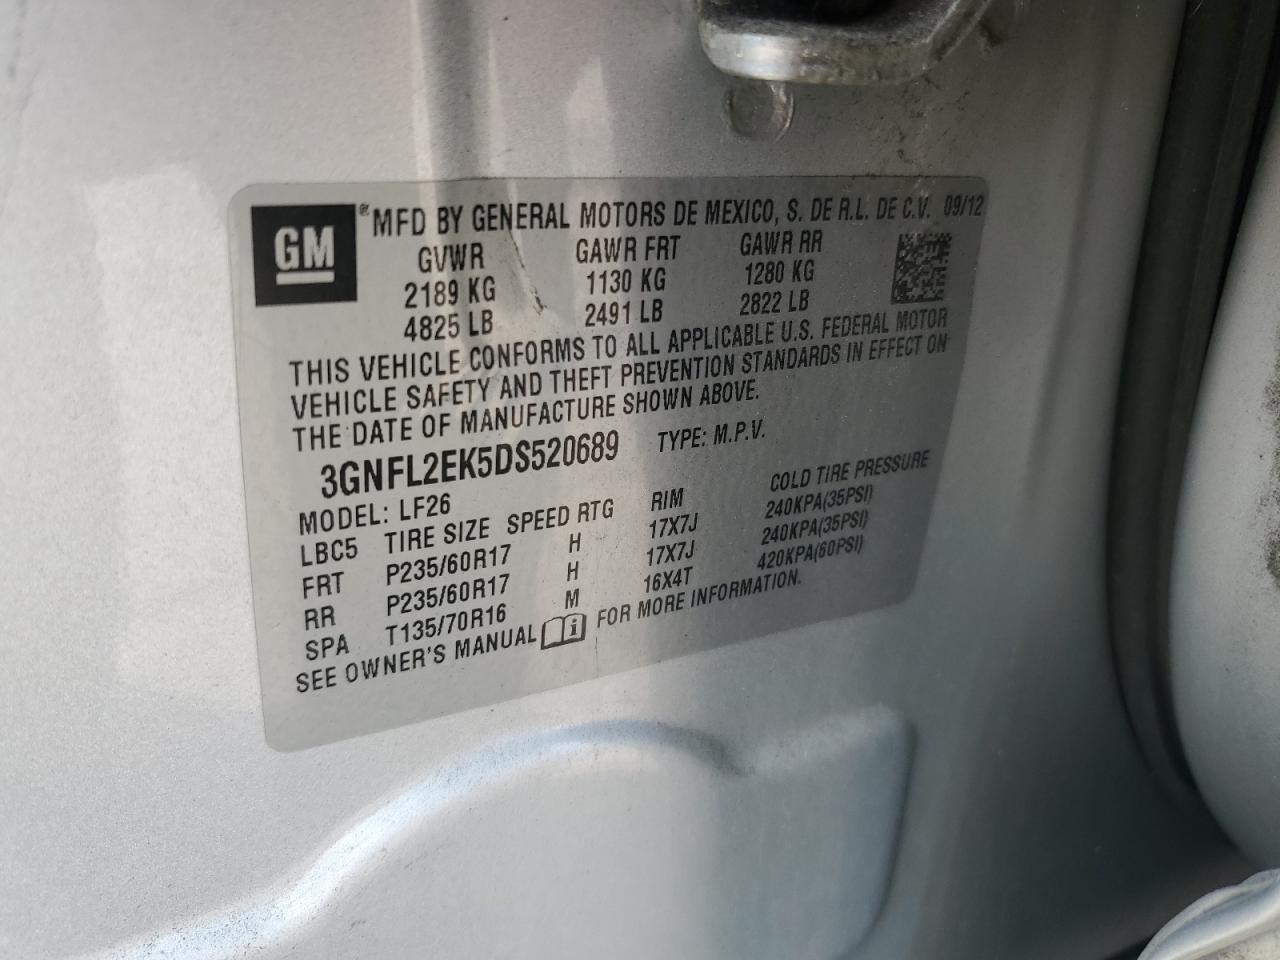 GM ® MFD BY GENERAL MOTORS DE MEXICO, S. DE R.L. DE C.V. 09/12
GVWR GAWR FRT GAWR RR
2189 KG 1130 KG 1280 KG
4825 LB 2491 LB 2822 LB
THIS VEHICLE CONFORMS TO ALL APPLICABLE U.S. FEDERAL MOTOR
VEHICLE SAFETY AND THEFT PREVENTION STANDARDS IN EFFECT ON
THE DATE OF MANUFACTURE SHOWN ABOVE.
3GNFL2EK5DS520689 TYPE: M.P.V.
MODEL: LF26
LBC5 TIRE SIZE SPEED RTG RIM COLD TIRE PRESSURE
FRT P235/60R17 H 17X7J 240KPA(35PSI)
RR P235/60R17 H 17X7J 240KPA(35PSI)
SPA T135/70R16 M 16X4T 420KPA(60PSI)
SEE OWNER'S MANUAL FOR MORE INFORMATION.